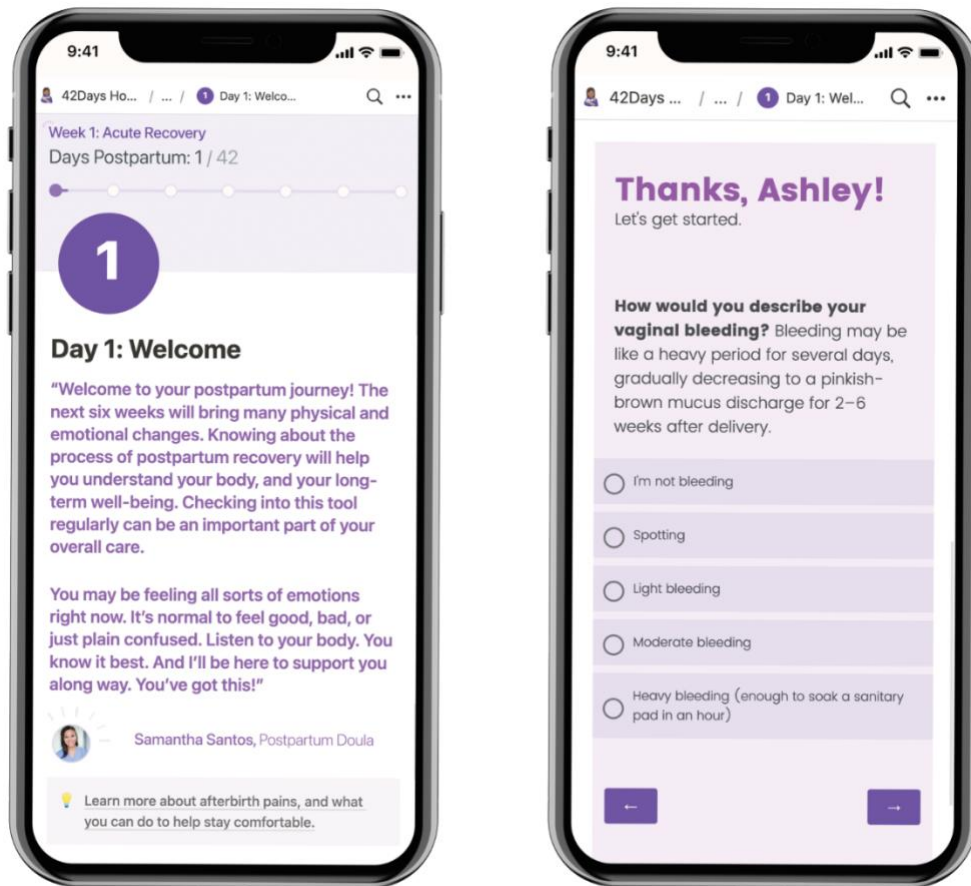 9:41
42Days Ho... / ... / 1 Day 1: Welco...
Week 1: Acute Recovery
Days Postpartum: 1 / 42
1
Day 1: Welcome
“Welcome to your postpartum journey! The
next six weeks will bring many physical and
emotional changes. Knowing about the
process of postpartum recovery will help
you understand your body, and your long-
term well-being. Checking into this tool
regularly can be an important part of your
overall care.
You may be feeling all sorts of emotions
right now. It’s normal to feel good, bad, or
just plain confused. Listen to your body. You
know it best. And I’ll be here to support you
along way. You’ve got this!”
Samantha Santos, Postpartum Doula
Learn more about afterbirth pains, and what
you can do to help stay comfortable.
9:41
42Days ... / ... / 1 Day 1: Wel...
Thanks, Ashley!
Let's get started.
How would you describe your
vaginal bleeding? Bleeding may be
like a heavy period for several days,
gradually decreasing to a pinkish-
brown mucus discharge for 2–6
weeks after delivery.
I'm not bleeding
Spotting
Light bleeding
Moderate bleeding
Heavy bleeding (enough to soak a sanitary
pad in an hour)